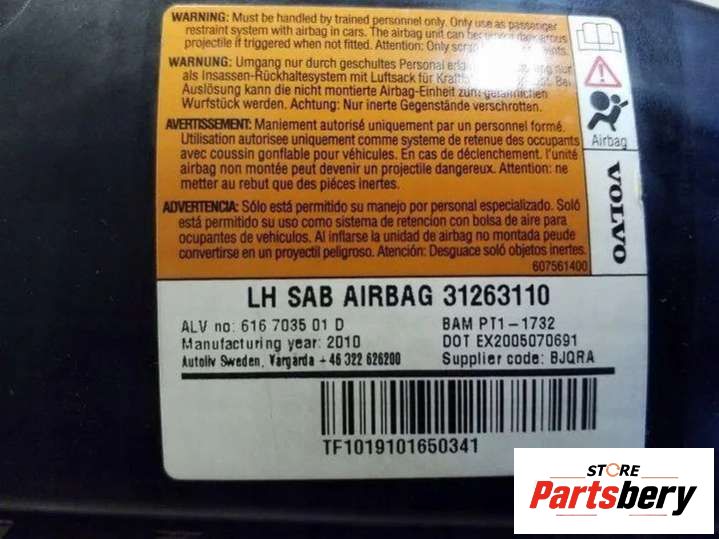 WARNING: Must be handled by trained personnel only. Only use as passenger
restraint system with airbag in cars. The airbag unit can be
projectile if triggered when not fitted. Attention: Only
WARNUNG: Umgang nur durch geschultes Personal nur
als Insassen-Rückhaltesystem mit Luftsack für Bei
Auslösung kann die nicht montierte Airbag-Einheit zum gefährlichen
Wurfstück werden. Achtung: Nur inerte Gegenstände verschrotten.
AVERTISSEMENT: Maniement autorisé uniquement par un personnel formé.
Utilisation autorisee uniquement comme système de retenue des occupants
avec coussin gonflable pour véhicules. En cas de déclenchement. l'unité
airbag non montée peut devenir un projectile dangereux. Attention: ne
metter au rebut que des piéces inertes.
ADVERTENCIA: Sólo está permitido su manejo por personal especializado. Soló
está permitido su uso como sistema de retencion con bolsa de aire para
ocupantes de vehiculos. Al inflarse la unidad de airbag no montada peude
convertirse en un proyectil peligroso. Atención: Desguace soló objetos inertes.
607561400
Airbag
VOLVO
LH SAB AIRBAG 31263110
ALV no: 616 7035 01 D BAM PT1-1732
Manufacturing year: 2010 DOT EX2005070691
Autoliv Sweden, Vargarda +46 322 626200 Supplier code: BJQRA
TF1019101650341
STORE
Partsbery